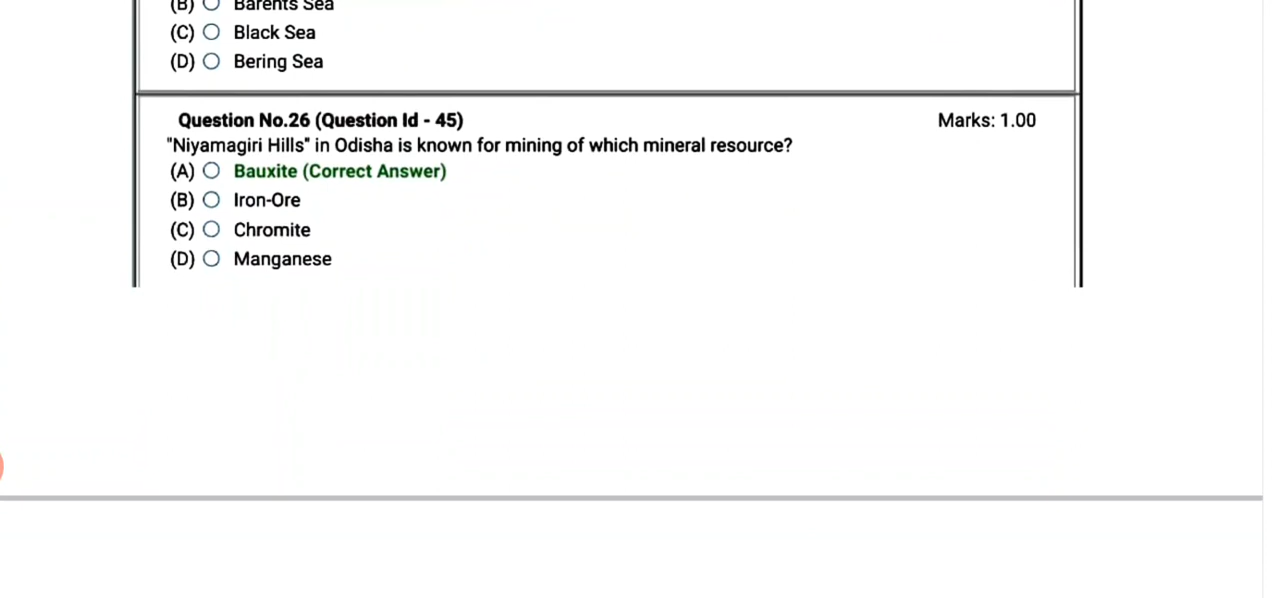 (B) Barents Sea
(C) Black Sea
(D) Bering Sea
Question No.26 (Question Id - 45) Marks: 1.00
"Niyamagiri Hills" in Odisha is known for mining of which mineral resource?
(A) Bauxite (Correct Answer)
(B) Iron-Ore
(C) Chromite
(D) Manganese